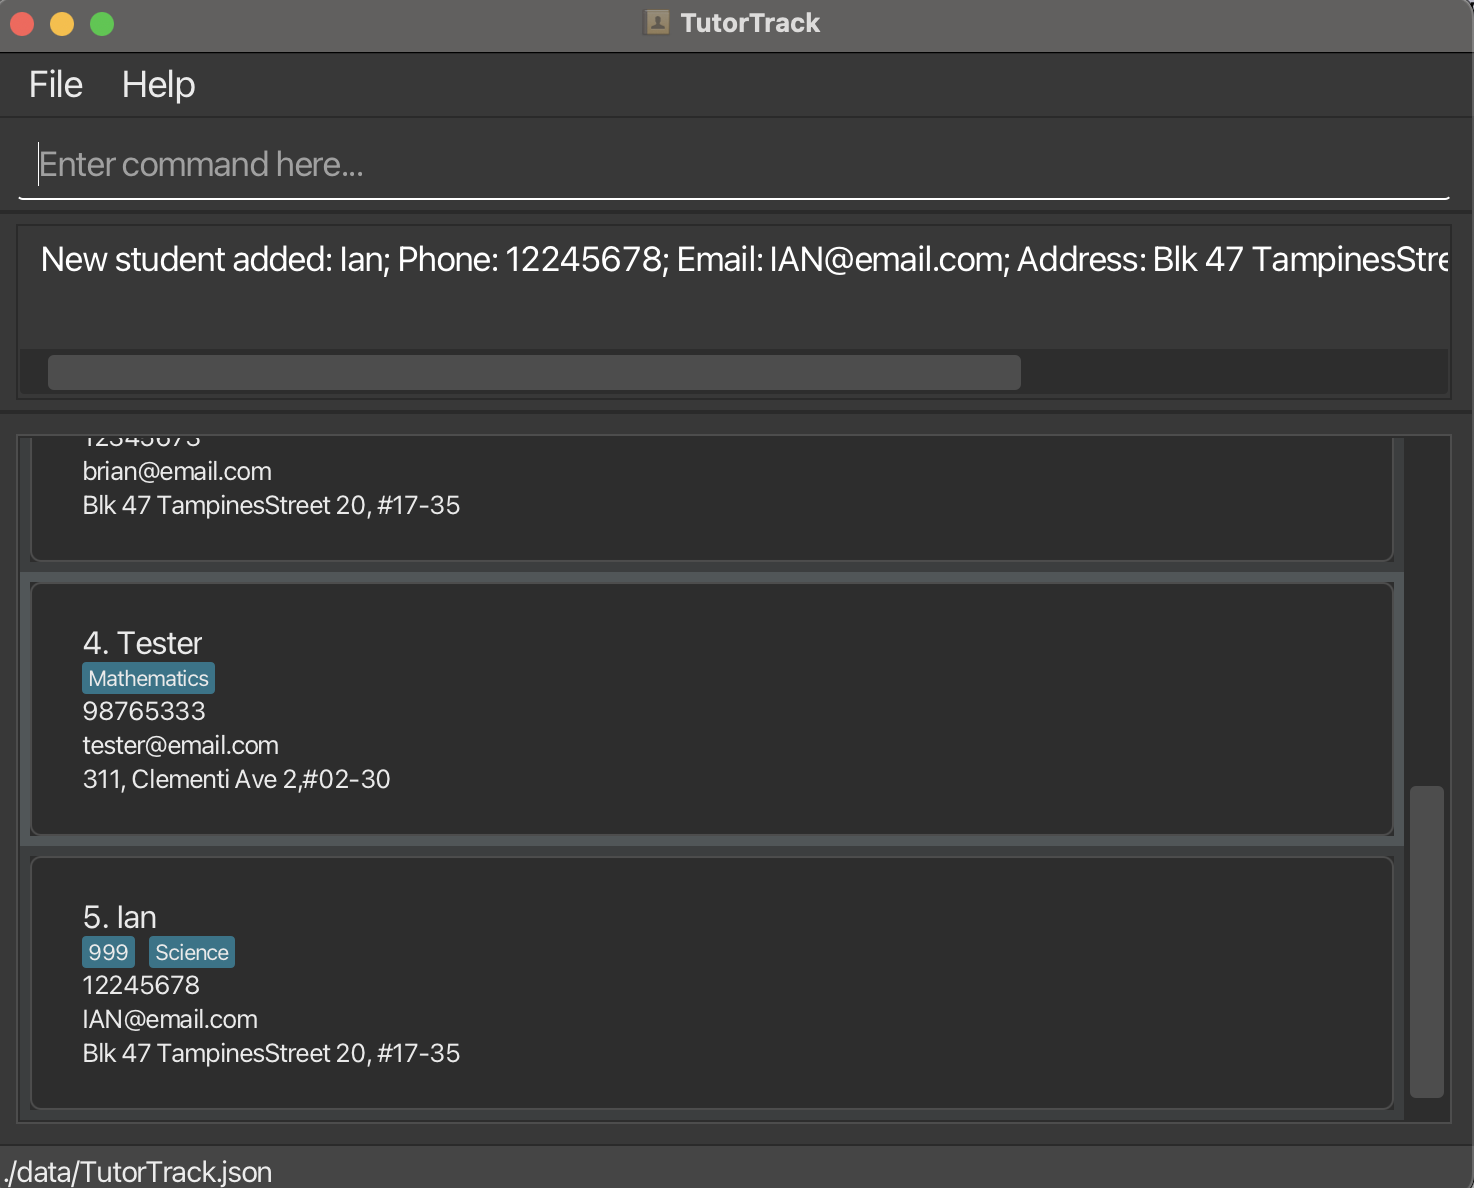 TutorTrack
File Help
Enter command here...
New student added: Ian; Phone: 12245678; Email: IAN@email.com; Address: Blk 47 TampinesStre
brian@email.com
Blk 47 TampinesStreet 20, #17-35
4. Tester
Mathematics
98765333
tester@email.com
311, Clementi Ave 2,#02-30
5. Ian
999 Science
12245678
IAN@email.com
Blk 47 TampinesStreet 20, #17-35
./data/TutorTrack.json